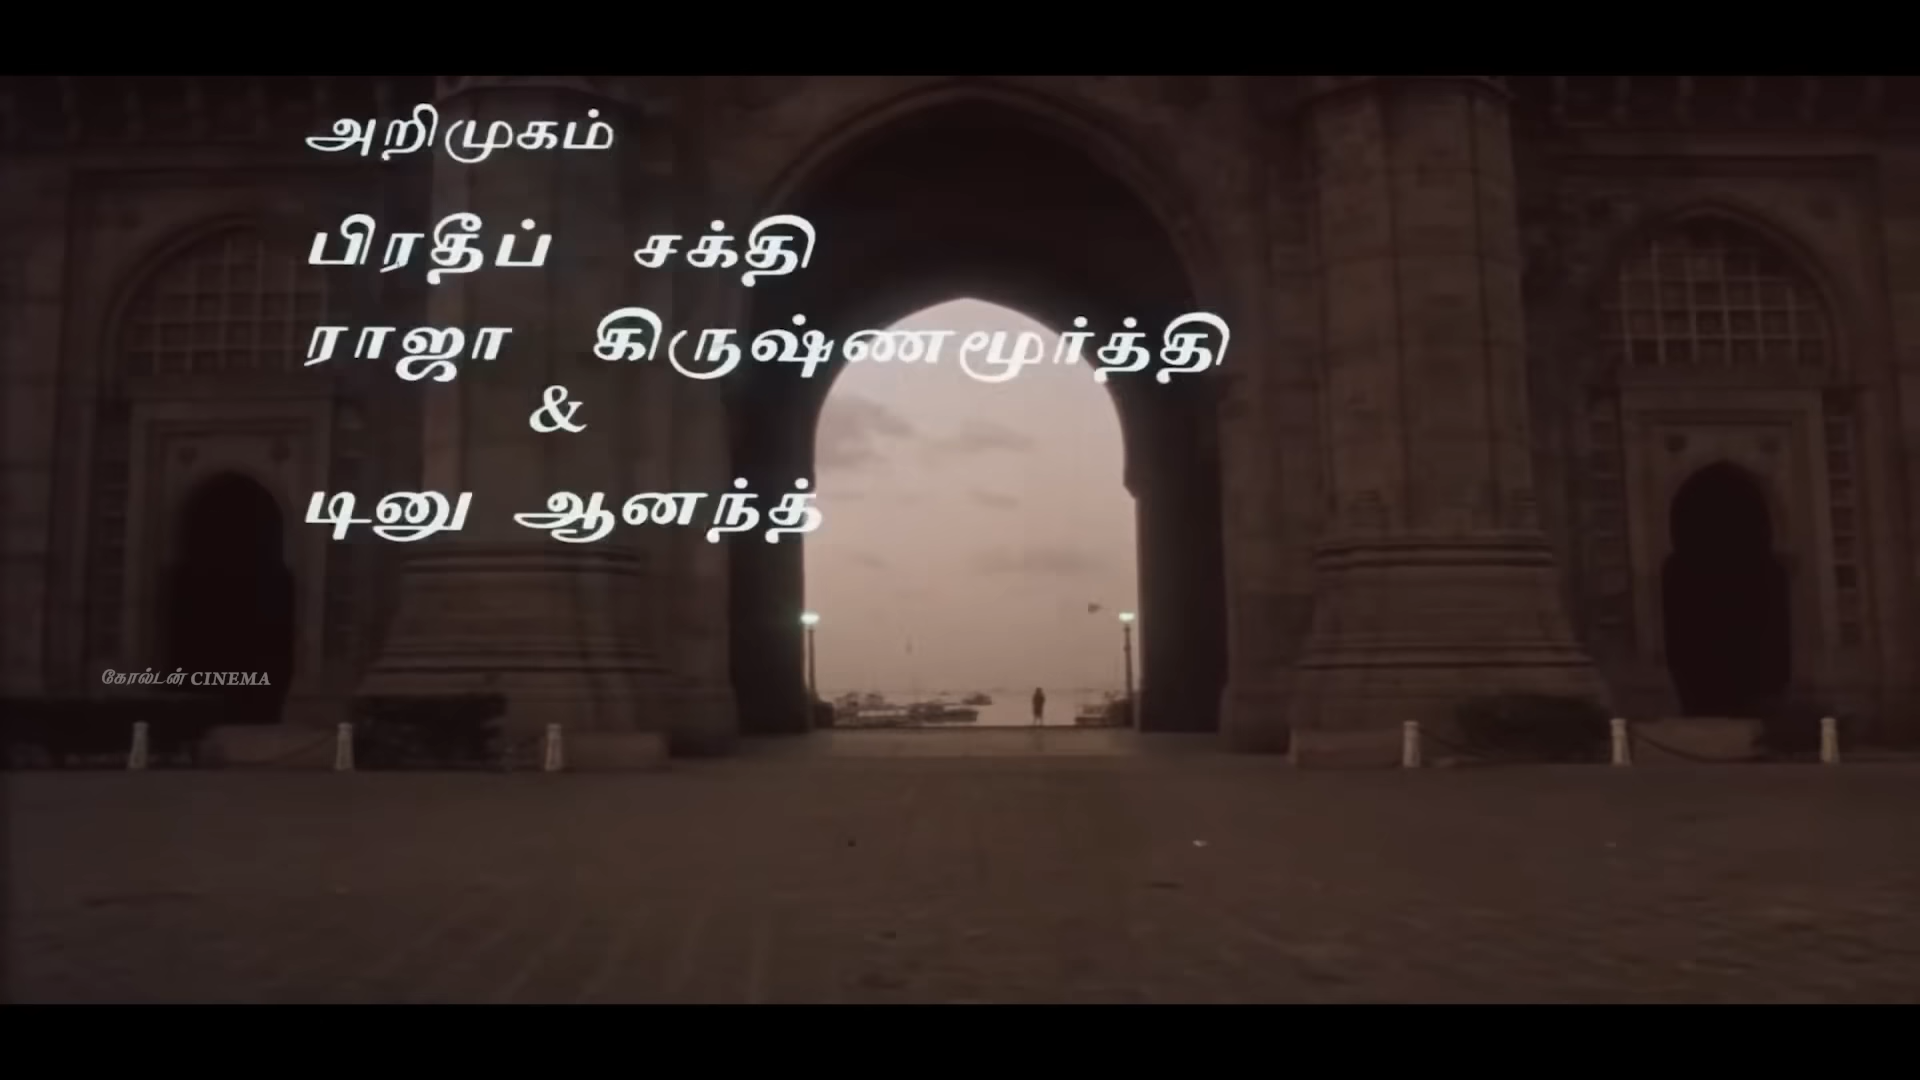 அறிமுகம்
பிரதீப் சக்தி
ராஜா கிருஷ்ணமூர்த்தி
&
டினு ஆனந்த்
கோல்டன் CINEMA